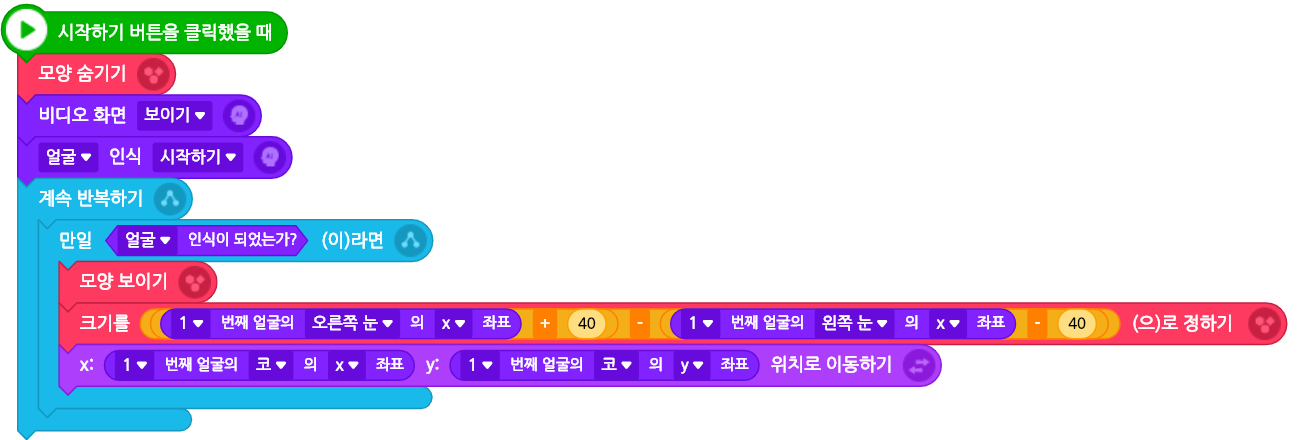 시작하기 버튼을 클릭했을 때
모양 숨기기
비디오 화면 보이기
얼굴 인식 시작하기
계속 반복하기
만일 얼굴 인식이 되었는가? (이)라면
모양 보이기
크기를 1 번째 얼굴의 오른쪽 눈 의 x 좌표 + 40 - 1 번째 얼굴의 왼쪽 눈 의 x 좌표 - 40 (으)로 정하기
x: 1 번째 얼굴의 코 의 x 좌표 y: 1 번째 얼굴의 코 의 y 좌표 위치로 이동하기